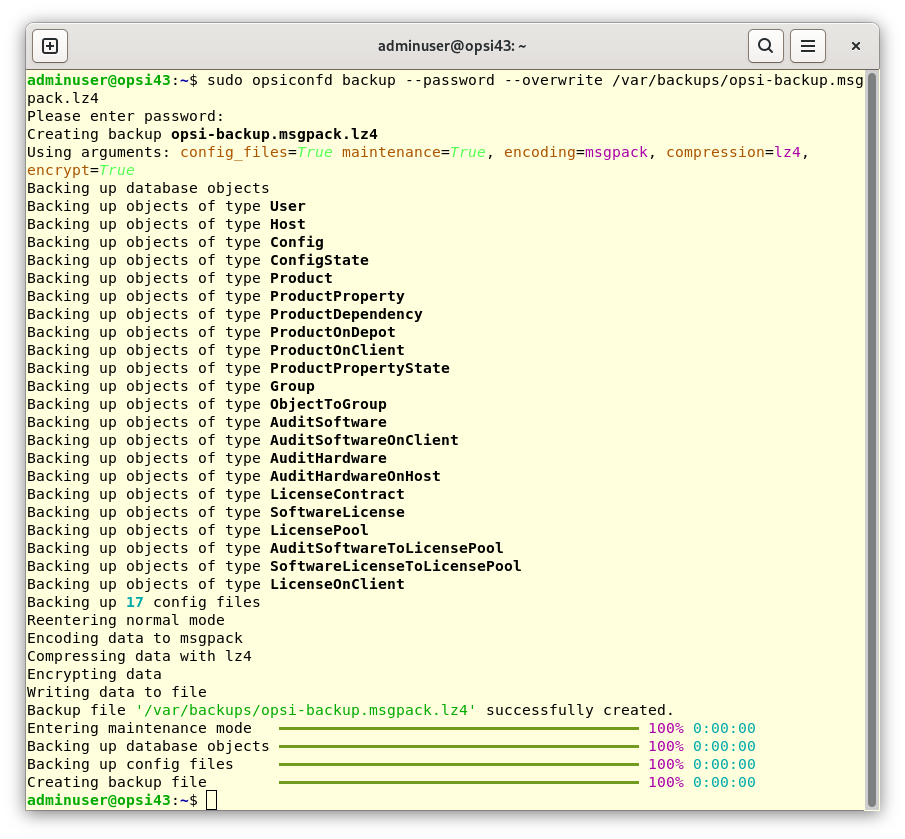 adminuser@opsi43: ~
adminuser@opsi43:~$ sudo opsiconfd backup --password --overwrite /var/backups/opsi-backup.msg
pack.lz4
Please enter password:
Creating backup opsi-backup.msgpack.lz4
Using arguments: config_files=True maintenance=True, encoding=msgpack, compression=lz4,
encrypt=True
Backing up database objects
Backing up objects of type User
Backing up objects of type Host
Backing up objects of type Config
Backing up objects of type ConfigState
Backing up objects of type Product
Backing up objects of type ProductProperty
Backing up objects of type ProductDependency
Backing up objects of type ProductOnDepot
Backing up objects of type ProductOnClient
Backing up objects of type ProductPropertyState
Backing up objects of type Group
Backing up objects of type ObjectToGroup
Backing up objects of type AuditSoftware
Backing up objects of type AuditSoftwareOnClient
Backing up objects of type AuditHardware
Backing up objects of type AuditHardwareOnHost
Backing up objects of type LicenseContract
Backing up objects of type SoftwareLicense
Backing up objects of type LicensePool
Backing up objects of type AuditSoftwareToLicensePool
Backing up objects of type SoftwareLicenseToLicensePool
Backing up objects of type LicenseOnClient
Backing up 17 config files
Reentering normal mode
Encoding data to msgpack
Compressing data with lz4
Encrypting data
Writing data to file
Backup file '/var/backups/opsi-backup.msgpack.lz4' successfully created.
Entering maintenance mode 100% 0:00:00
Backing up database objects 100% 0:00:00
Backing up config files 100% 0:00:00
Creating backup file 100% 0:00:00
adminuser@opsi43:~$